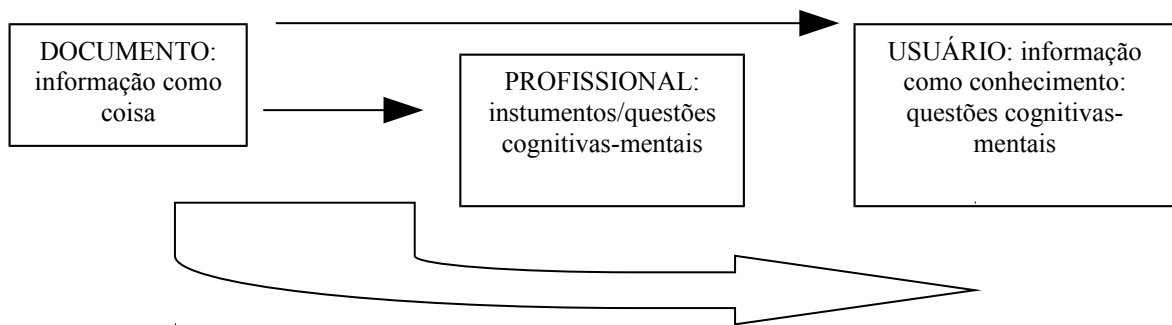 DOCUMENTO:
informação como
coisa
PROFISSIONAL:
instumentos/questões
cognitivas-mentais
USUÁRIO: informação
como conhecimento:
questões cognitivas-
mentais